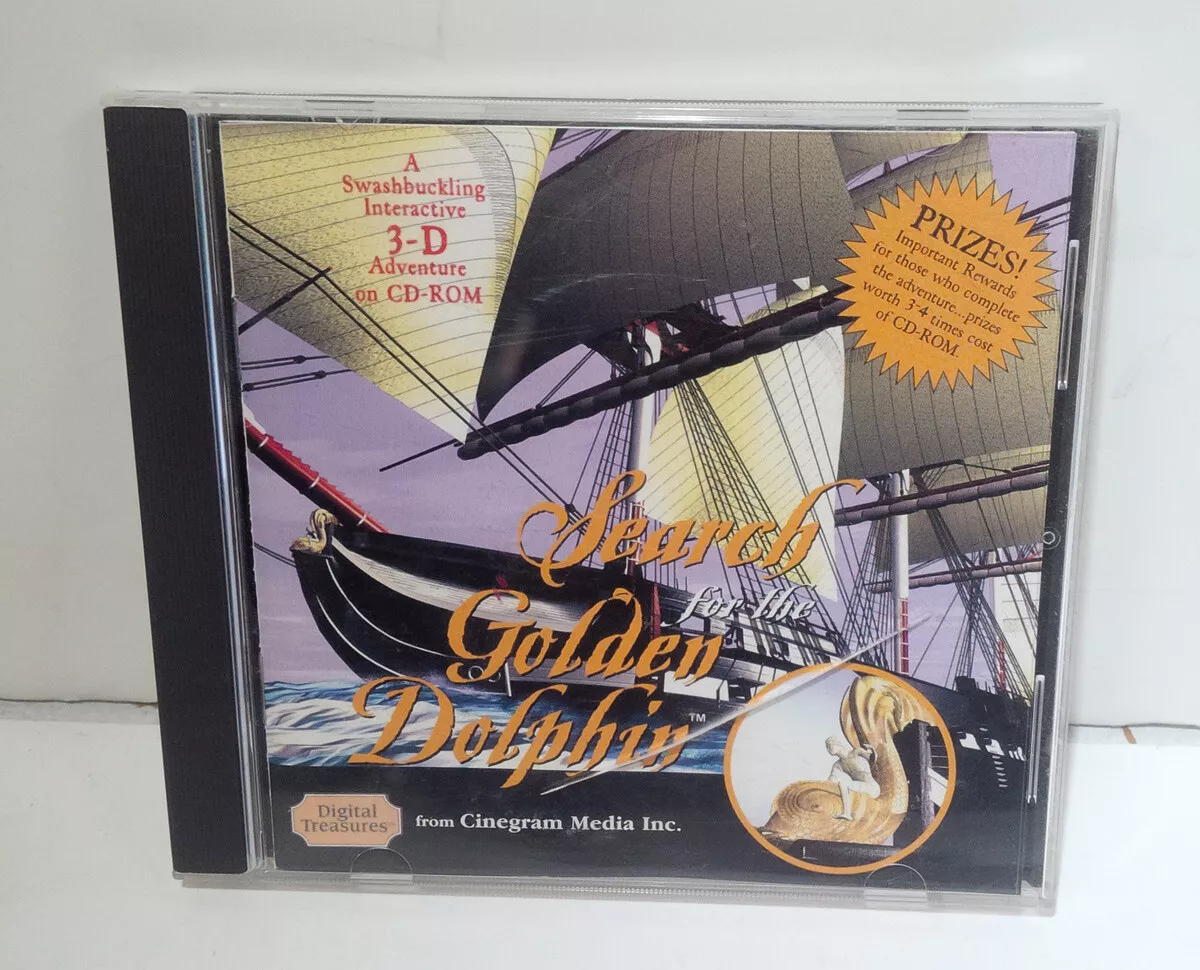 A
Swashbuckling
Interactive
3-D
Adventure
on CD-ROM
PRIZES!
Important Rewards
for those who complete
the adventure...prizes
worth 3-4 times cost
of CD-ROM.
Search
for the
Golden
Dolphin™
Digital
Treasures
from Cinegram Media Inc.